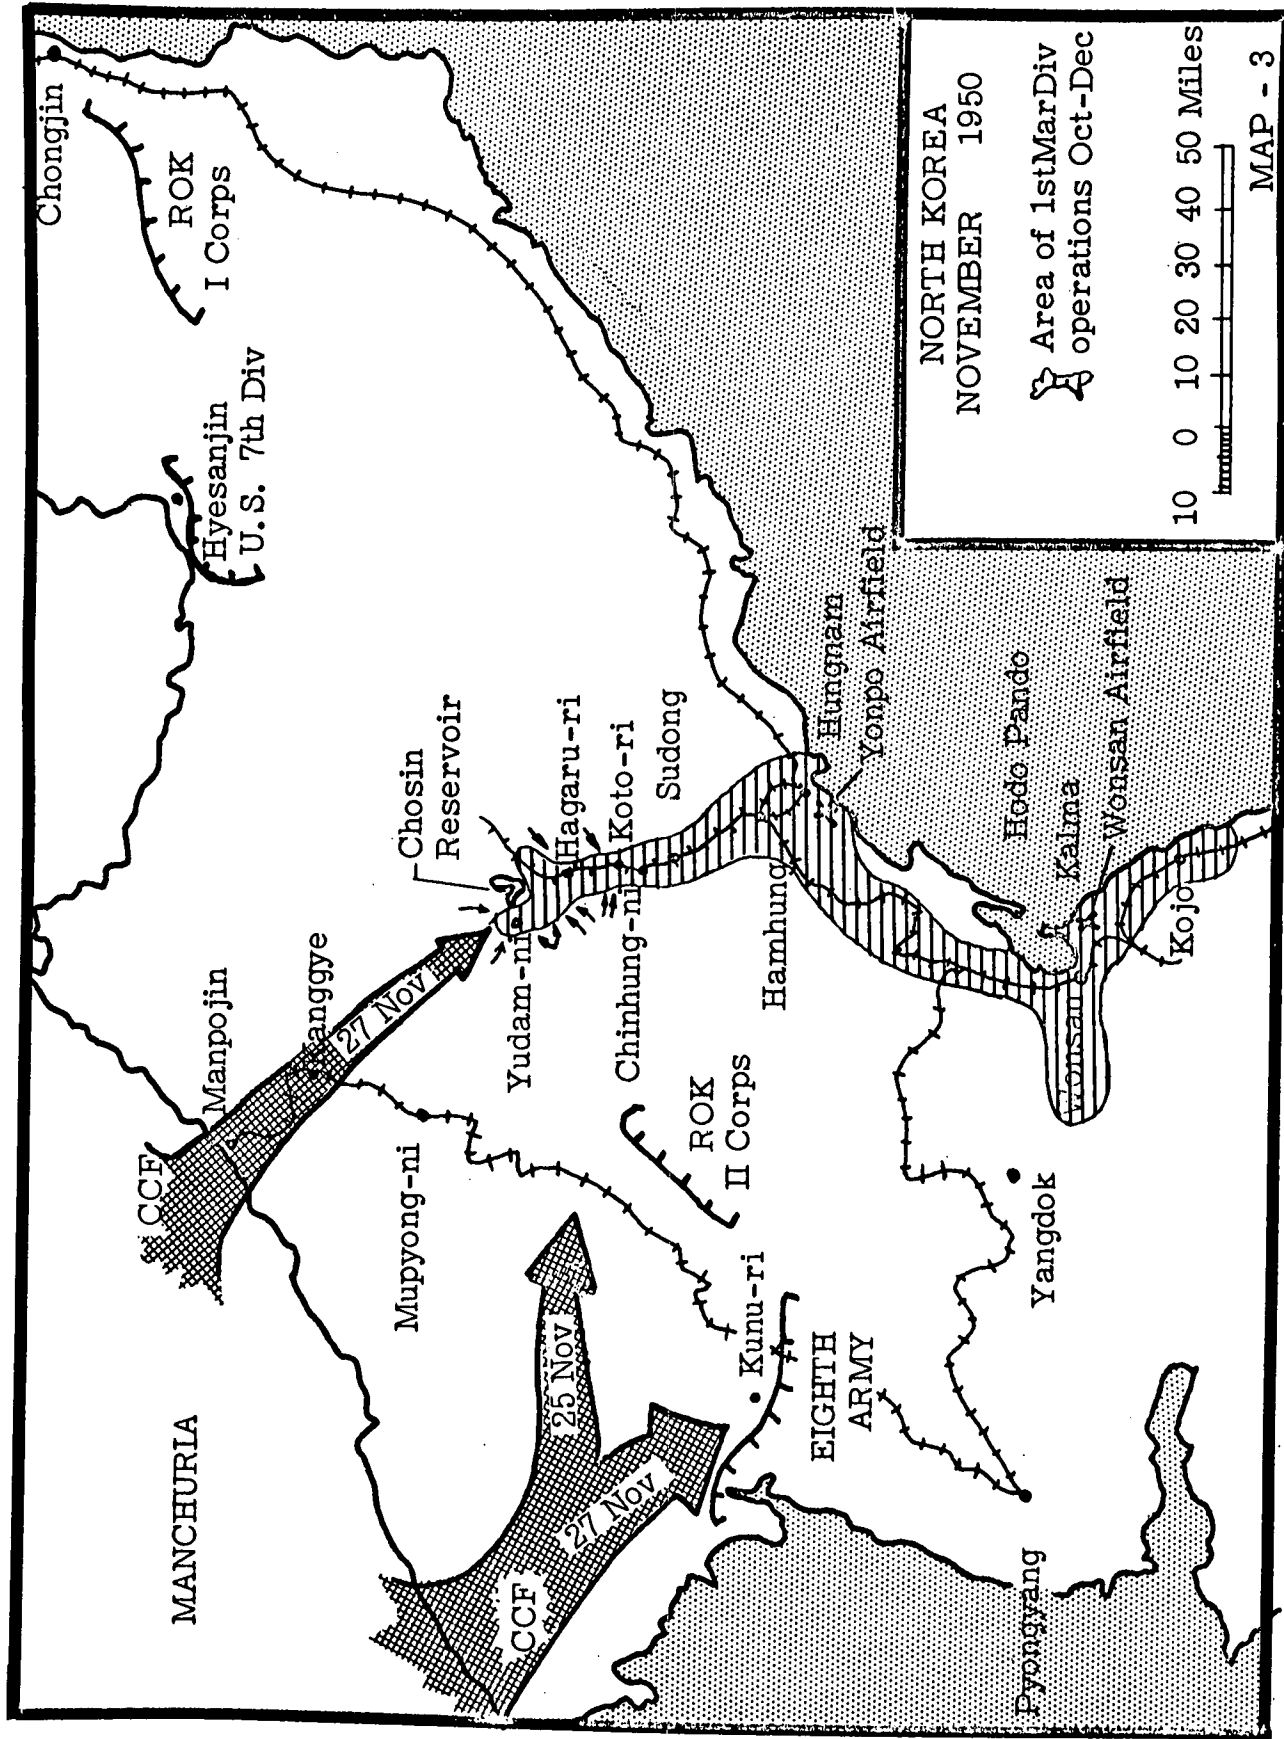 MANCHURIA
CCF
Manpojin
Kanggye
Mupyong-ni
CCF
25 Nov
27 Nov
27 Nov
Chongjin
ROK
I Corps
Hyesanjin
U.S. 7th Div
Chosin
Reservoir
Yudam-ni
Hagaru-ri
Koto-ri
Chinhung-ni
Sudong
ROK
II Corps
Kunu-ri
EIGHTH
ARMY
Hamhung
Hungnam
Yonpo Airfield
Yangdok
Pyongyang
Hodo Pando
Kalma
Wonsan
Wonsan Airfield
Kojo
NORTH KOREA
NOVEMBER 1950
Area of 1stMarDiv
operations Oct-Dec
10 0 10 20 30 40 50 Miles
MAP - 3